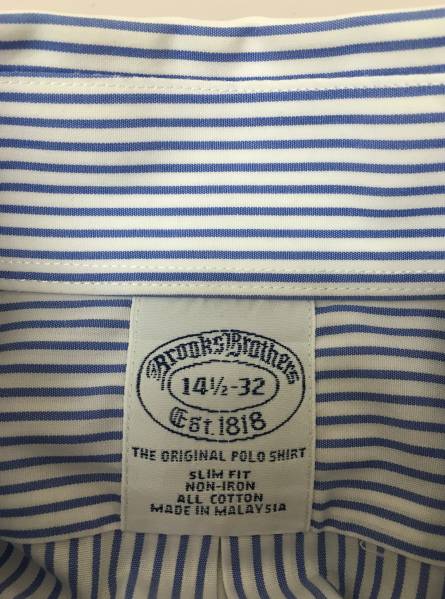 Brooks Brothers
14½-32
Est. 1818
THE ORIGINAL POLO SHIRT
SLIM FIT
NON-IRON
ALL COTTON
MADE IN MALAYSIA